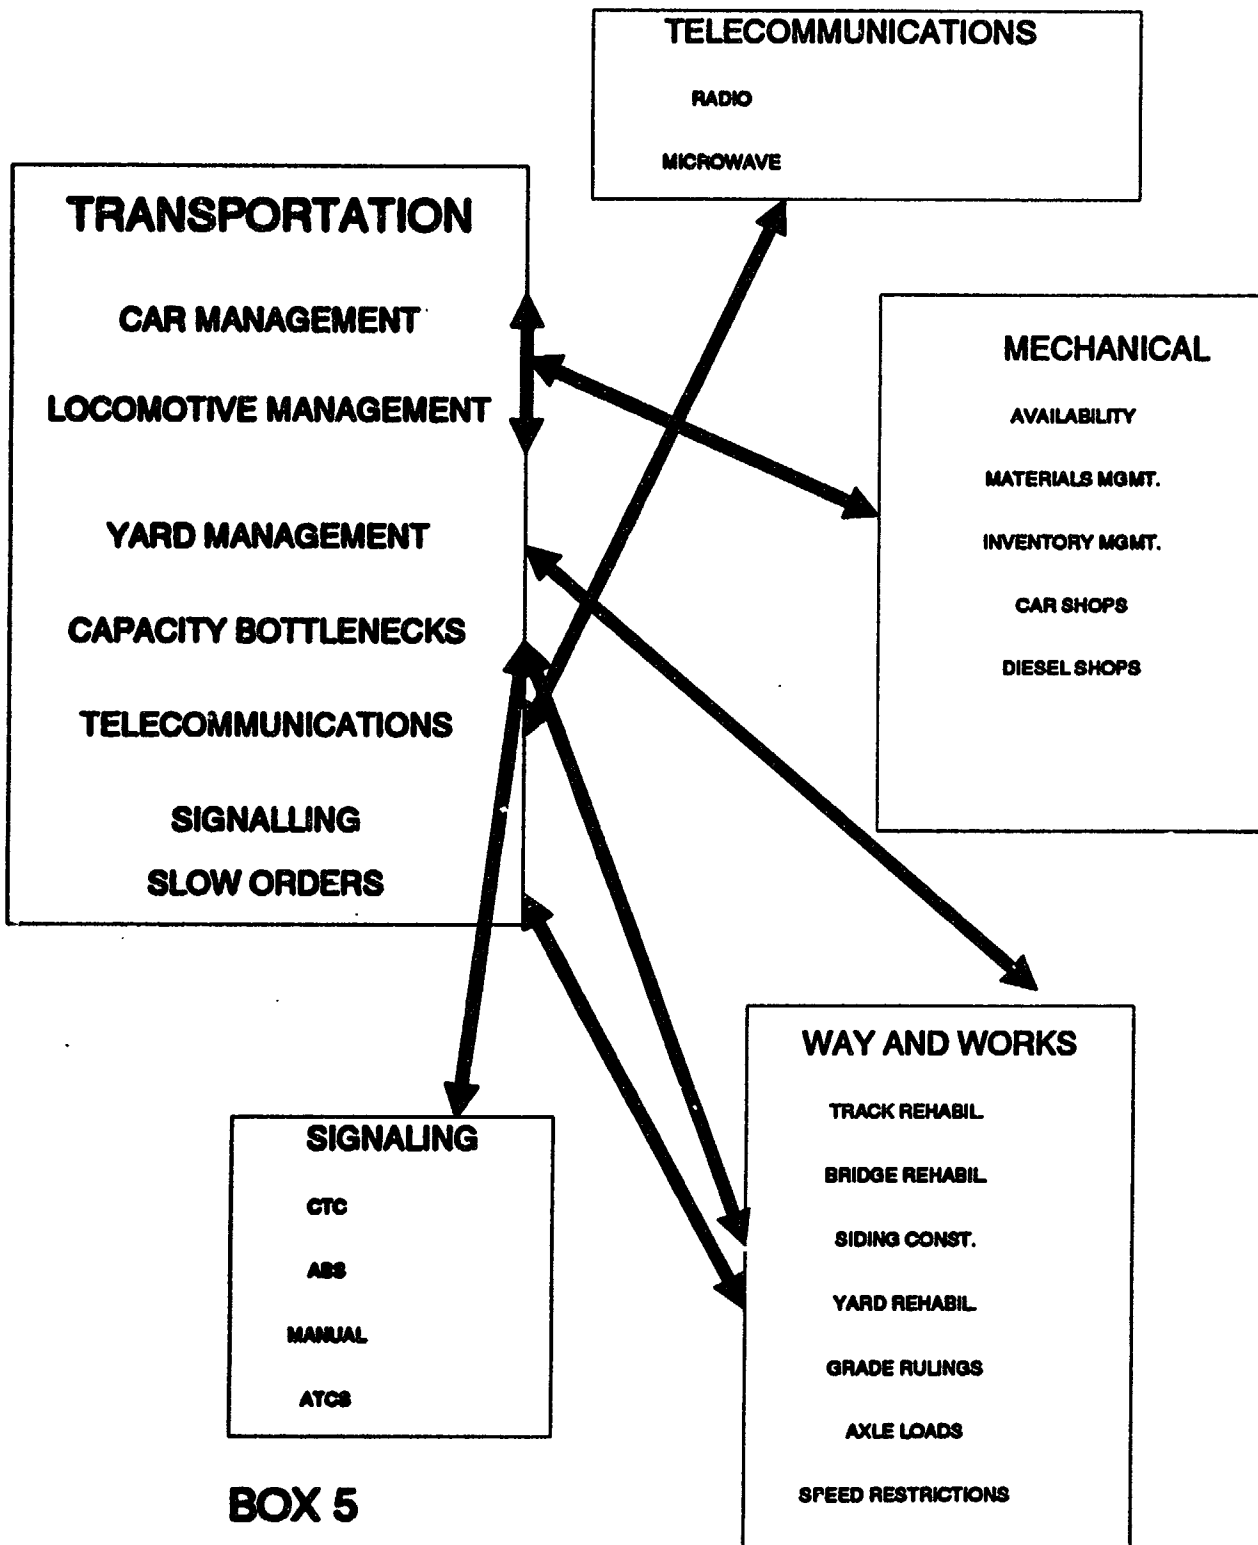 TELECOMMUNICATIONS
RADIO
MICROWAVE
TRANSPORTATION
CAR MANAGEMENT
LOCOMOTIVE MANAGEMENT
YARD MANAGEMENT
CAPACITY BOTTLENECKS
TELECOMMUNICATIONS
SIGNALLING
SLOW ORDERS
MECHANICAL
AVAILABILITY
MATERIALS MGMT.
INVENTORY MGMT.
CAR SHOPS
DIESEL SHOPS
SIGNALING
CTC
ABS
MANUAL
ATCS
WAY AND WORKS
TRACK REHABIL.
BRIDGE REHABIL.
SIDING CONST.
YARD REHABIL.
GRADE RULINGS
AXLE LOADS
SPEED RESTRICTIONS
BOX 5